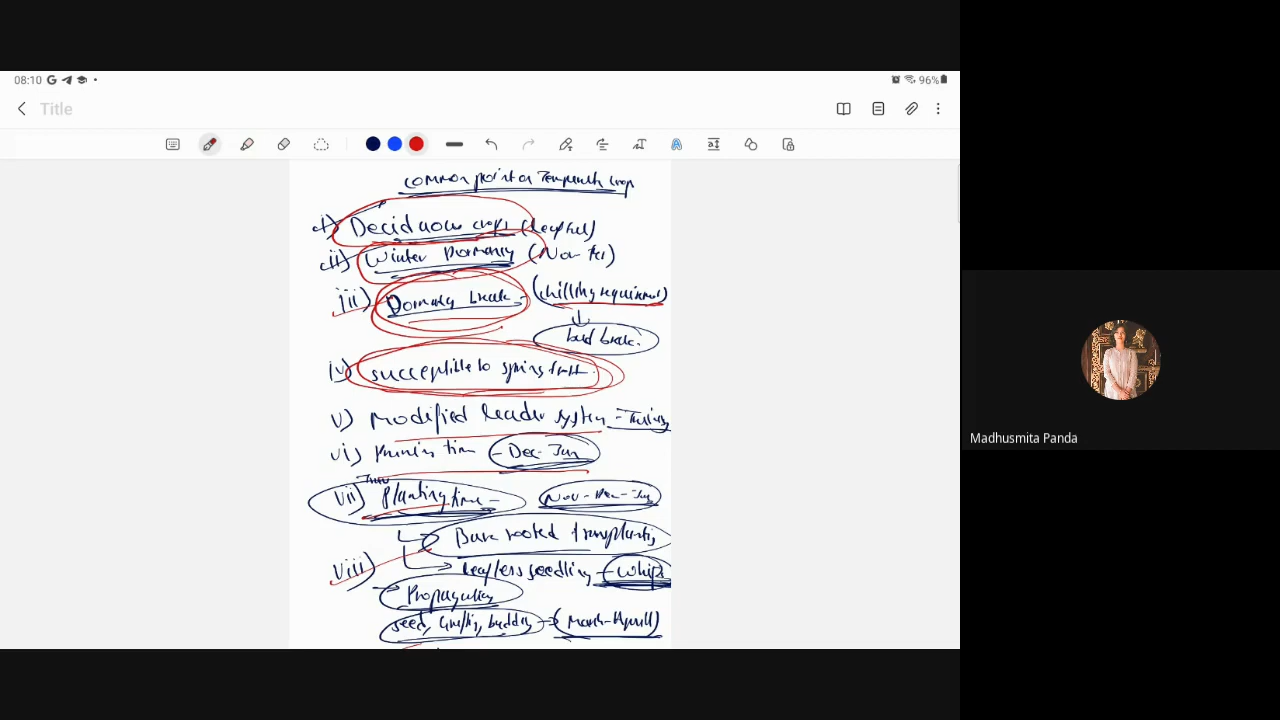 08:10
96%
Title
Common point on Temperate Crop
i) Deciduous crops (leaf fall)
ii) Winter Dormancy (Nov-Feb)
iii) Dormancy break - (chilling requirement)
↓
bud break.
iv) succeptible to spring frost.
v) Modified leader system - Training
vi) Pruning time - Dec-Jan
vii) Planting time - Nov-Dec-Jan
Bare rooted transplanting
leafless seedling - Whips
viii)
→ Propagation
seed, Grafting, budding → (March-April)
Madhusmita Panda